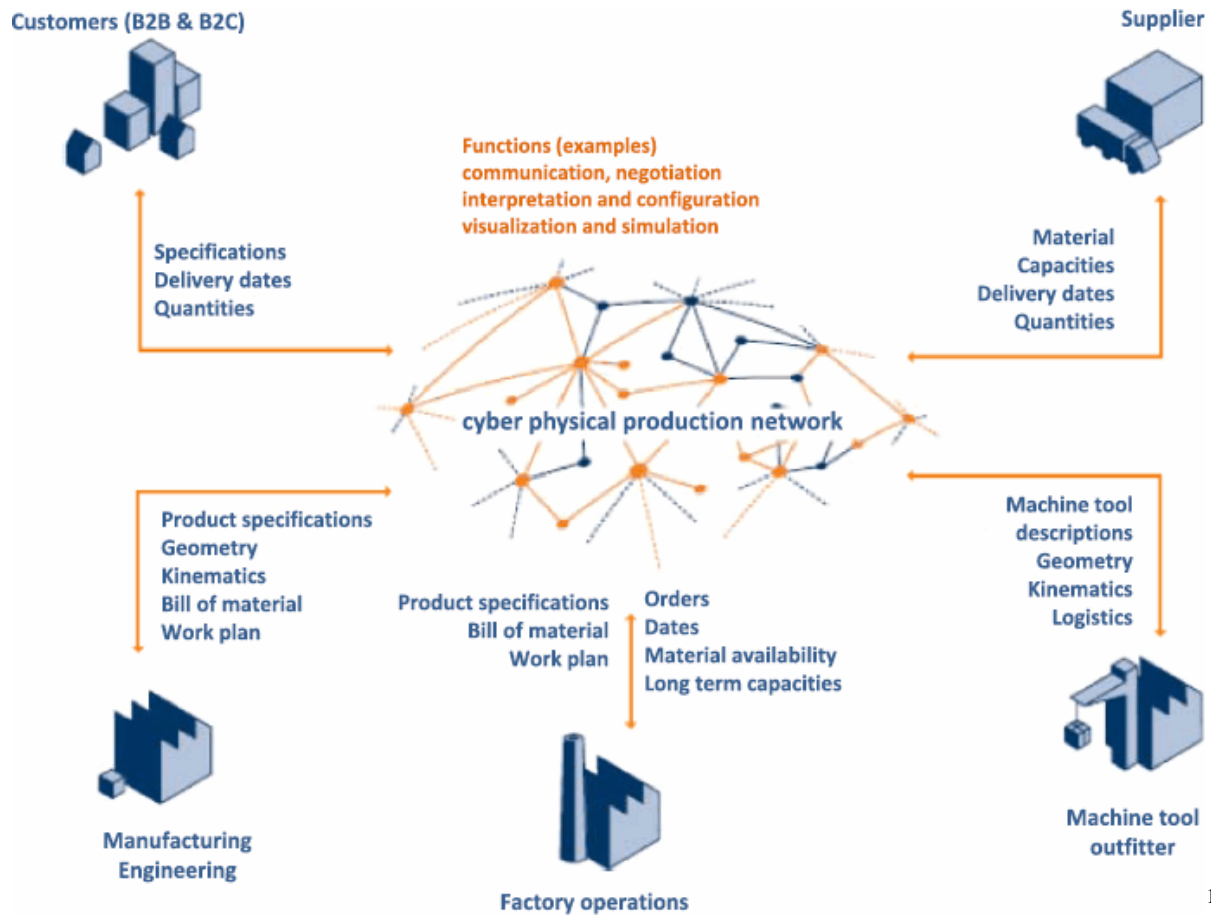 Customers (B2B & B2C)
Supplier
Functions (examples)
communication, negotiation
interpretation and configuration
visualization and simulation
Specifications
Delivery dates
Quantities
Material
Capacities
Delivery dates
Quantities
cyber physical production network
Product specifications
Geometry
Kinematics
Bill of material
Work plan
Product specifications
Bill of material
Work plan
Orders
Dates
Material availability
Long term capacities
Machine tool
descriptions
Geometry
Kinematics
Logistics
Manufacturing
Engineering
Factory operations
Machine tool
outfitter